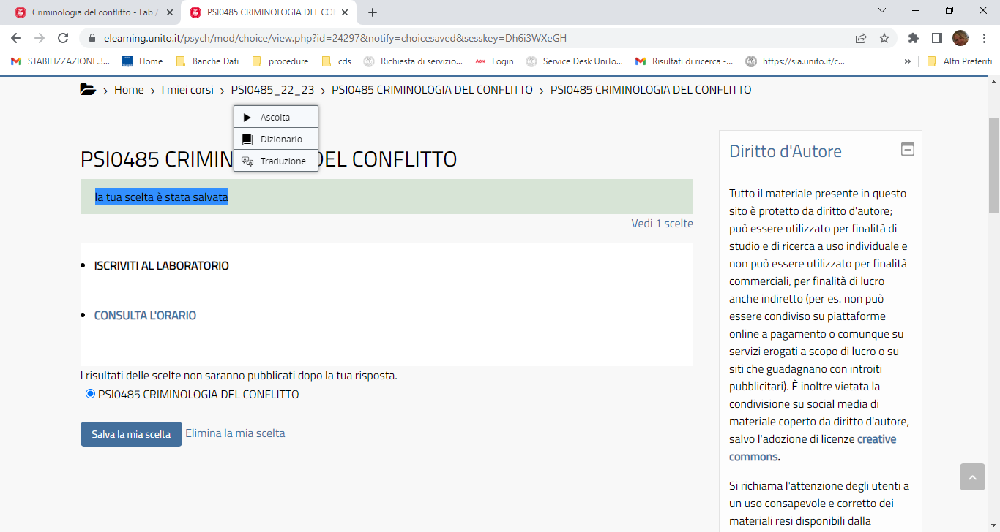 Criminologia del conflitto - Lab /
PSI0485 CRIMINOLOGIA DEL CO
elearning.unito.it/psych/mod/choice/view.php?id=24297&notify=choicesaved&sesskey=Dh6i3WXeGH
STABILIZZAZIONE..!...
Home
Banche Dati
procedure
cds
Richiesta di servizio...
AON Login
Service Desk UniTo...
Risultati di ricerca -...
https://sia.unito.it/c...
»
Altri Preferiti
> Home > I miei corsi > PSI0485_22_23 > PSI0485 CRIMINOLOGIA DEL CONFLITTO > PSI0485 CRIMINOLOGIA DEL CONFLITTO
Ascolta
Dizionario
Traduzione
PSI0485 CRIMIN DEL CONFLITTO
la tua scelta è stata salvata
Vedi 1 scelte
ISCRIVITI AL LABORATORIO
CONSULTA L'ORARIO
I risultati delle scelte non saranno pubblicati dopo la tua risposta.
PSI0485 CRIMINOLOGIA DEL CONFLITTO
Salva la mia scelta
Elimina la mia scelta
Diritto d'Autore
Tutto il materiale presente in questo
sito è protetto da diritto d'autore;
può essere utilizzato per finalità di
studio e di ricerca a uso individuale e
non può essere utilizzato per finalità
commerciali, per finalità di lucro
anche indiretto (per es. non può
essere condiviso su piattaforme
online a pagamento o comunque su
servizi erogati a scopo di lucro o su
siti che guadagnano con introiti
pubblicitari). È inoltre vietata la
condivisione su social media di
materiale coperto da diritto d'autore,
salvo l'adozione di licenze creative
commons.
Si richiama l'attenzione degli utenti a
un uso consapevole e corretto dei
materiali resi disponibili dalla